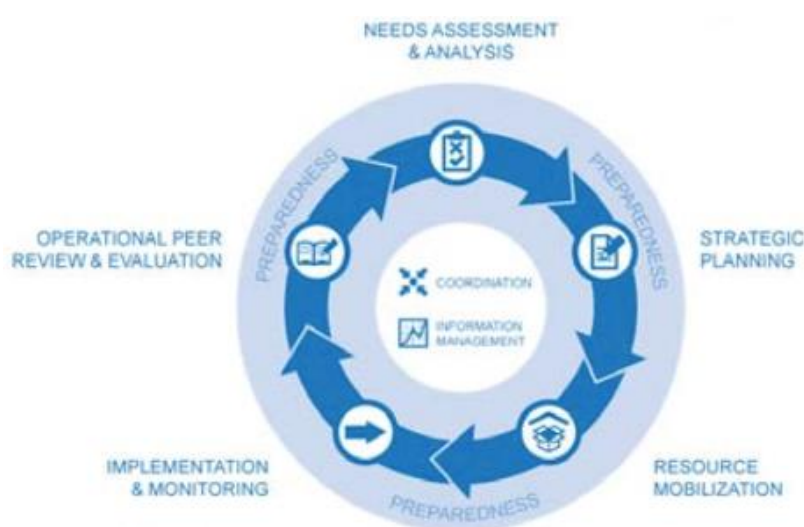 NEEDS ASSESSMENT
& ANALYSIS
PREPAREDNESS
PREPAREDNESS
OPERATIONAL PEER
REVIEW & EVALUATION
STRATEGIC
PLANNING
COORDINATION
INFORMATION
MANAGEMENT
IMPLEMENTATION
& MONITORING
RESOURCE
MOBILIZATION
PREPAREDNESS